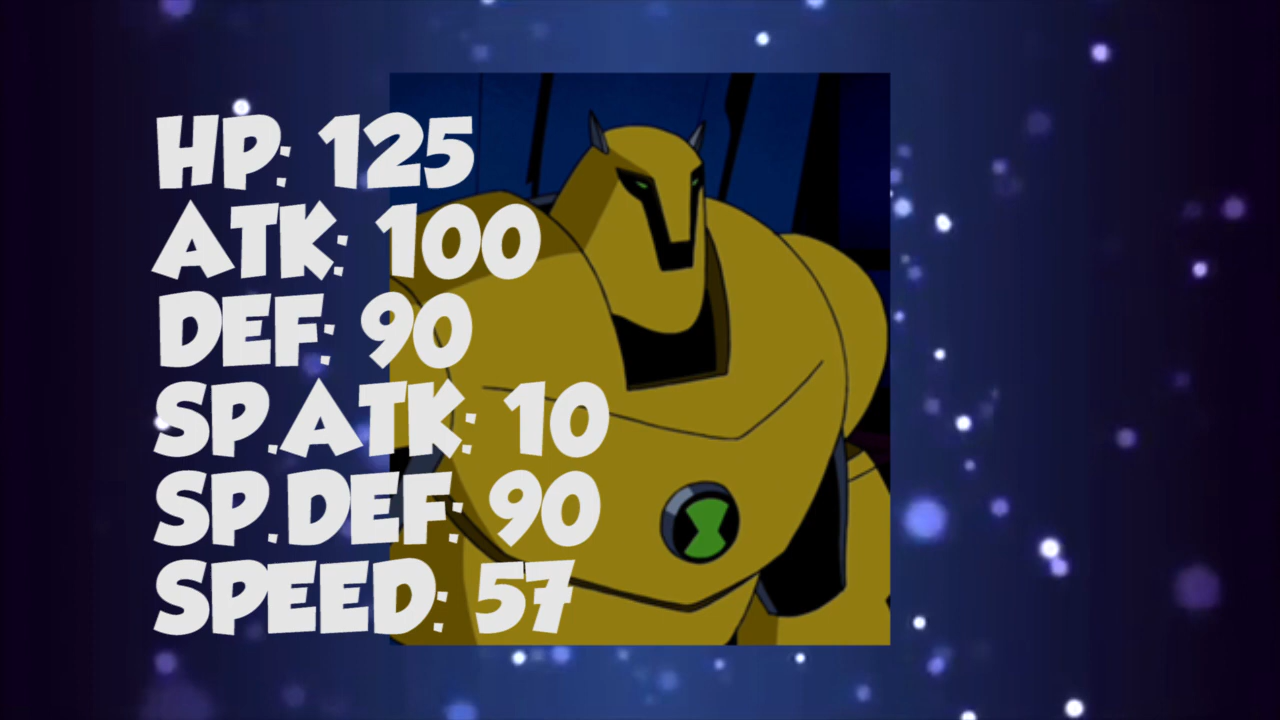 HP: 125
ATK: 100
DEF: 90
SP.ATK: 10
SP.DEF: 90
SPEED: 57